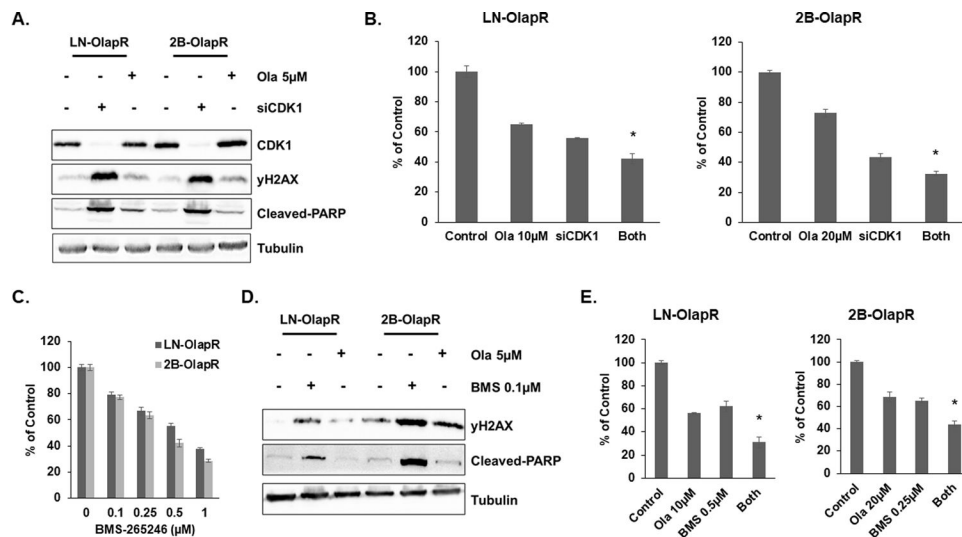 A.
LN-OlapR 2B-OlapR
- - + - - + Ola 5µM
- + - - + - siCDK1
CDK1
yH2AX
Cleaved-PARP
Tubulin
B.
LN-OlapR
% of Control
120
100
80
60
40
20
0
*
Control Ola 10µM siCDK1 Both
2B-OlapR
% of Control
120
100
80
60
40
20
0
*
Control Ola 20µM siCDK1 Both
C.
% of Control
120
100
80
60
40
20
0
LN-OlapR
2B-OlapR
0 0.1 0.25 0.5 1
BMS-265246 (µM)
D.
LN-OlapR 2B-OlapR
- - + - - + Ola 5µM
- + - - + - BMS 0.1µM
yH2AX
Cleaved-PARP
Tubulin
E.
LN-OlapR
% of Control
120
100
80
60
40
20
0
*
Control Ola 10µM BMS 0.5µM Both
2B-OlapR
% of Control
120
100
80
60
40
20
0
*
Control Ola 20µM BMS 0.25µM Both